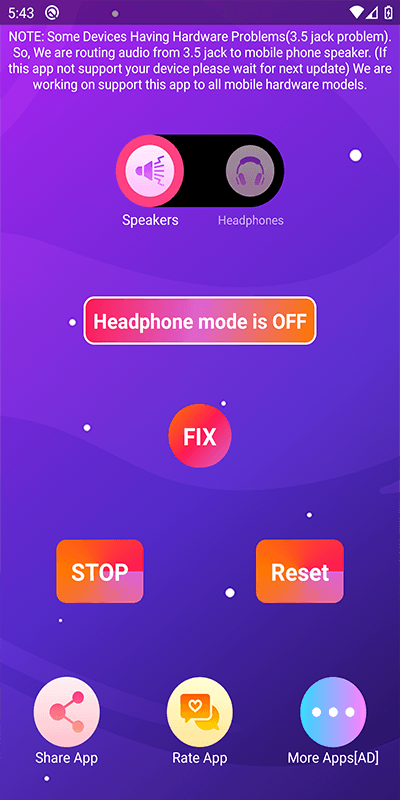 5:43
NOTE: Some Devices Having Hardware Problems(3.5 jack problem).
So, We are routing audio from 3.5 jack to mobile phone speaker. (If
this app not support your device please wait for next update) We are
working on support this app to all mobile hardware models.
Speakers Headphones
Headphone mode is OFF
FIX
STOP Reset
Share App Rate App More Apps[AD]